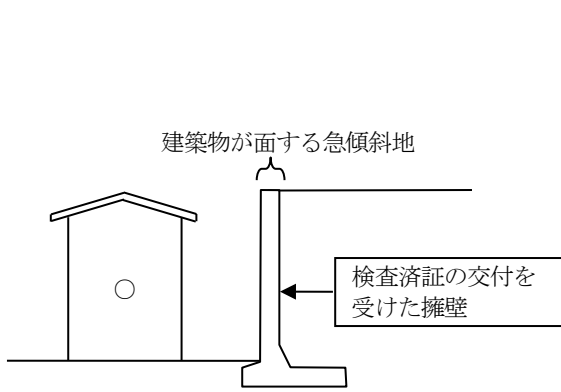 建築物が面する急傾斜地
検査済証の交付を
受けた擁壁
○